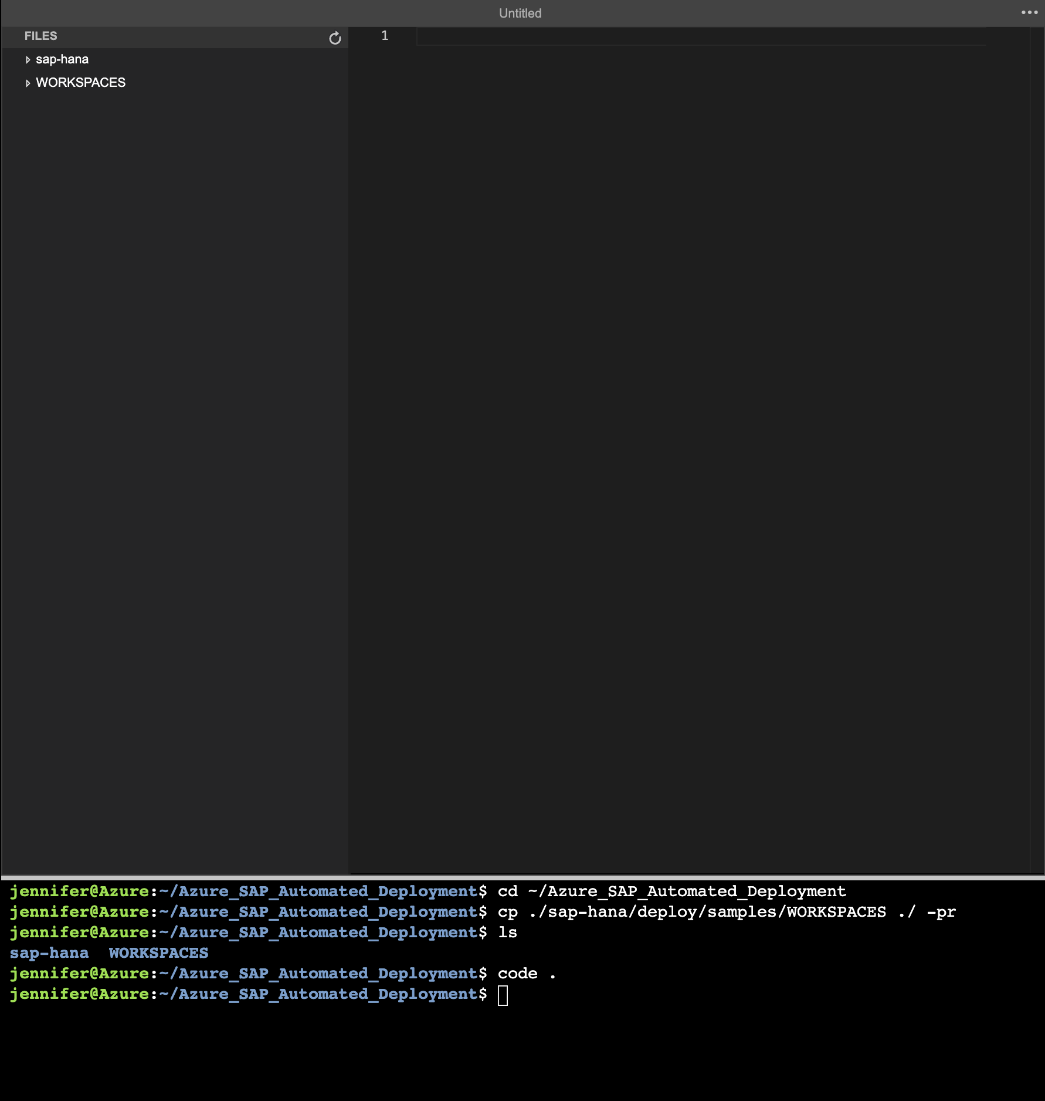 Untitled
FILES
1
sap-hana
WORKSPACES
jennifer@Azure:~/Azure_SAP_Automated_Deployment$ cd ~/Azure_SAP_Automated_Deployment
jennifer@Azure:~/Azure_SAP_Automated_Deployment$ cp ./sap-hana/deploy/samples/WORKSPACES ./ -pr
jennifer@Azure:~/Azure_SAP_Automated_Deployment$ ls
sap-hana  WORKSPACES
jennifer@Azure:~/Azure_SAP_Automated_Deployment$ code .
jennifer@Azure:~/Azure_SAP_Automated_Deployment$